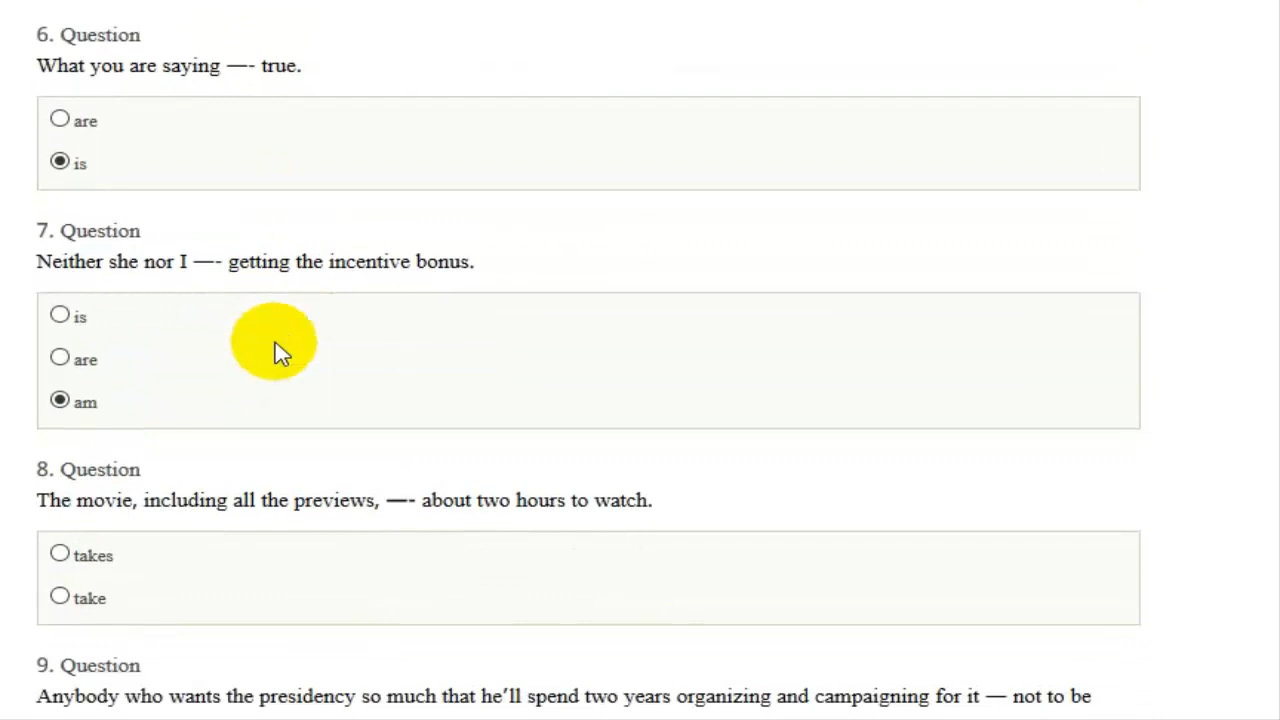 6. Question
What you are saying —- true.
are
is
7. Question
Neither she nor I —- getting the incentive bonus.
is
are
am
8. Question
The movie, including all the previews, —- about two hours to watch.
takes
take
9. Question
Anybody who wants the presidency so much that he’ll spend two years organizing and campaigning for it — not to be